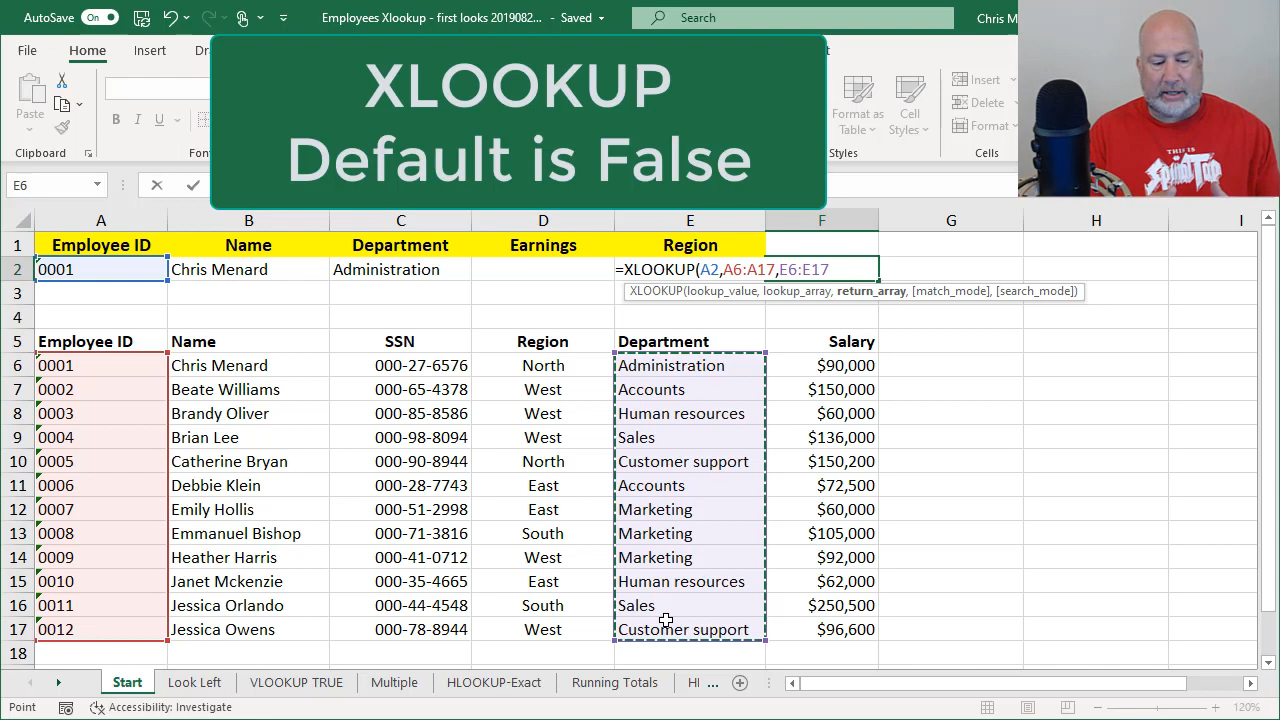 AutoSave On Employees Xlookup - first looks 2019082... - Saved Search Chris M
File Home Insert Dr
XLOOKUP
Default is False
THIS IS
SPINAL TAP
Paste
B I U
Format as
Table
Cell
Styles
Insert
Delete
Format
Clipboard Fon Styles Cells
E6
A B C D E F G H I
1 Employee ID Name Department Earnings Region
2 0001 Chris Menard Administration =XLOOKUP(A2,A6:A17,E6:E17
XLOOKUP(lookup_value, lookup_array, return_array, [match_mode], [search_mode])
3
4
5 Employee ID Name SSN Region Department Salary
6 0001 Chris Menard 000-27-6576 North Administration $90,000
7 0002 Beate Williams 000-65-4378 West Accounts $150,000
8 0003 Brandy Oliver 000-85-8586 West Human resources $60,000
9 0004 Brian Lee 000-98-8094 West Sales $136,000
10 0005 Catherine Bryan 000-90-8944 North Customer support $150,200
11 0006 Debbie Klein 000-28-7743 East Accounts $72,500
12 0007 Emily Hollis 000-51-2998 East Marketing $60,000
13 0008 Emmanuel Bishop 000-71-3816 South Marketing $105,000
14 0009 Heather Harris 000-41-0712 West Marketing $92,000
15 0010 Janet Mckenzie 000-35-4665 East Human resources $62,000
16 0011 Jessica Orlando 000-44-4548 South Sales $250,500
17 0012 Jessica Owens 000-78-8944 West Customer support $96,600
18
Start Look Left VLOOKUP TRUE Multiple HLOOKUP-Exact Running Totals HI ...
Point Accessibility: Investigate 120%